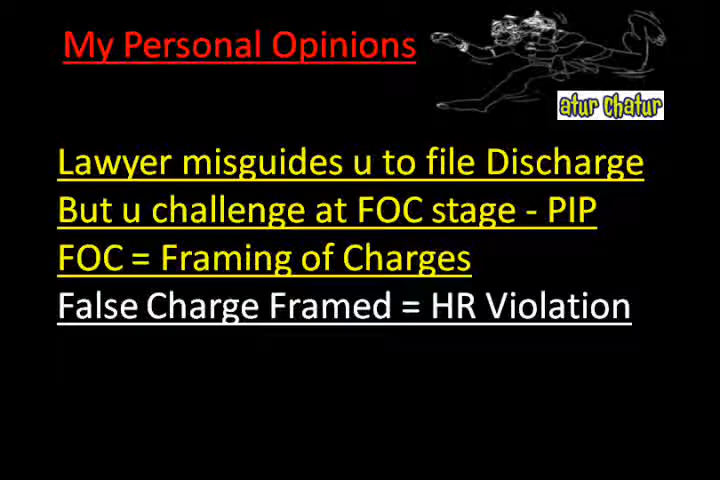 My Personal Opinions
atur chatur
Lawyer misguides u to file Discharge
But u challenge at FOC stage - PIP
FOC = Framing of Charges
False Charge Framed = HR Violation